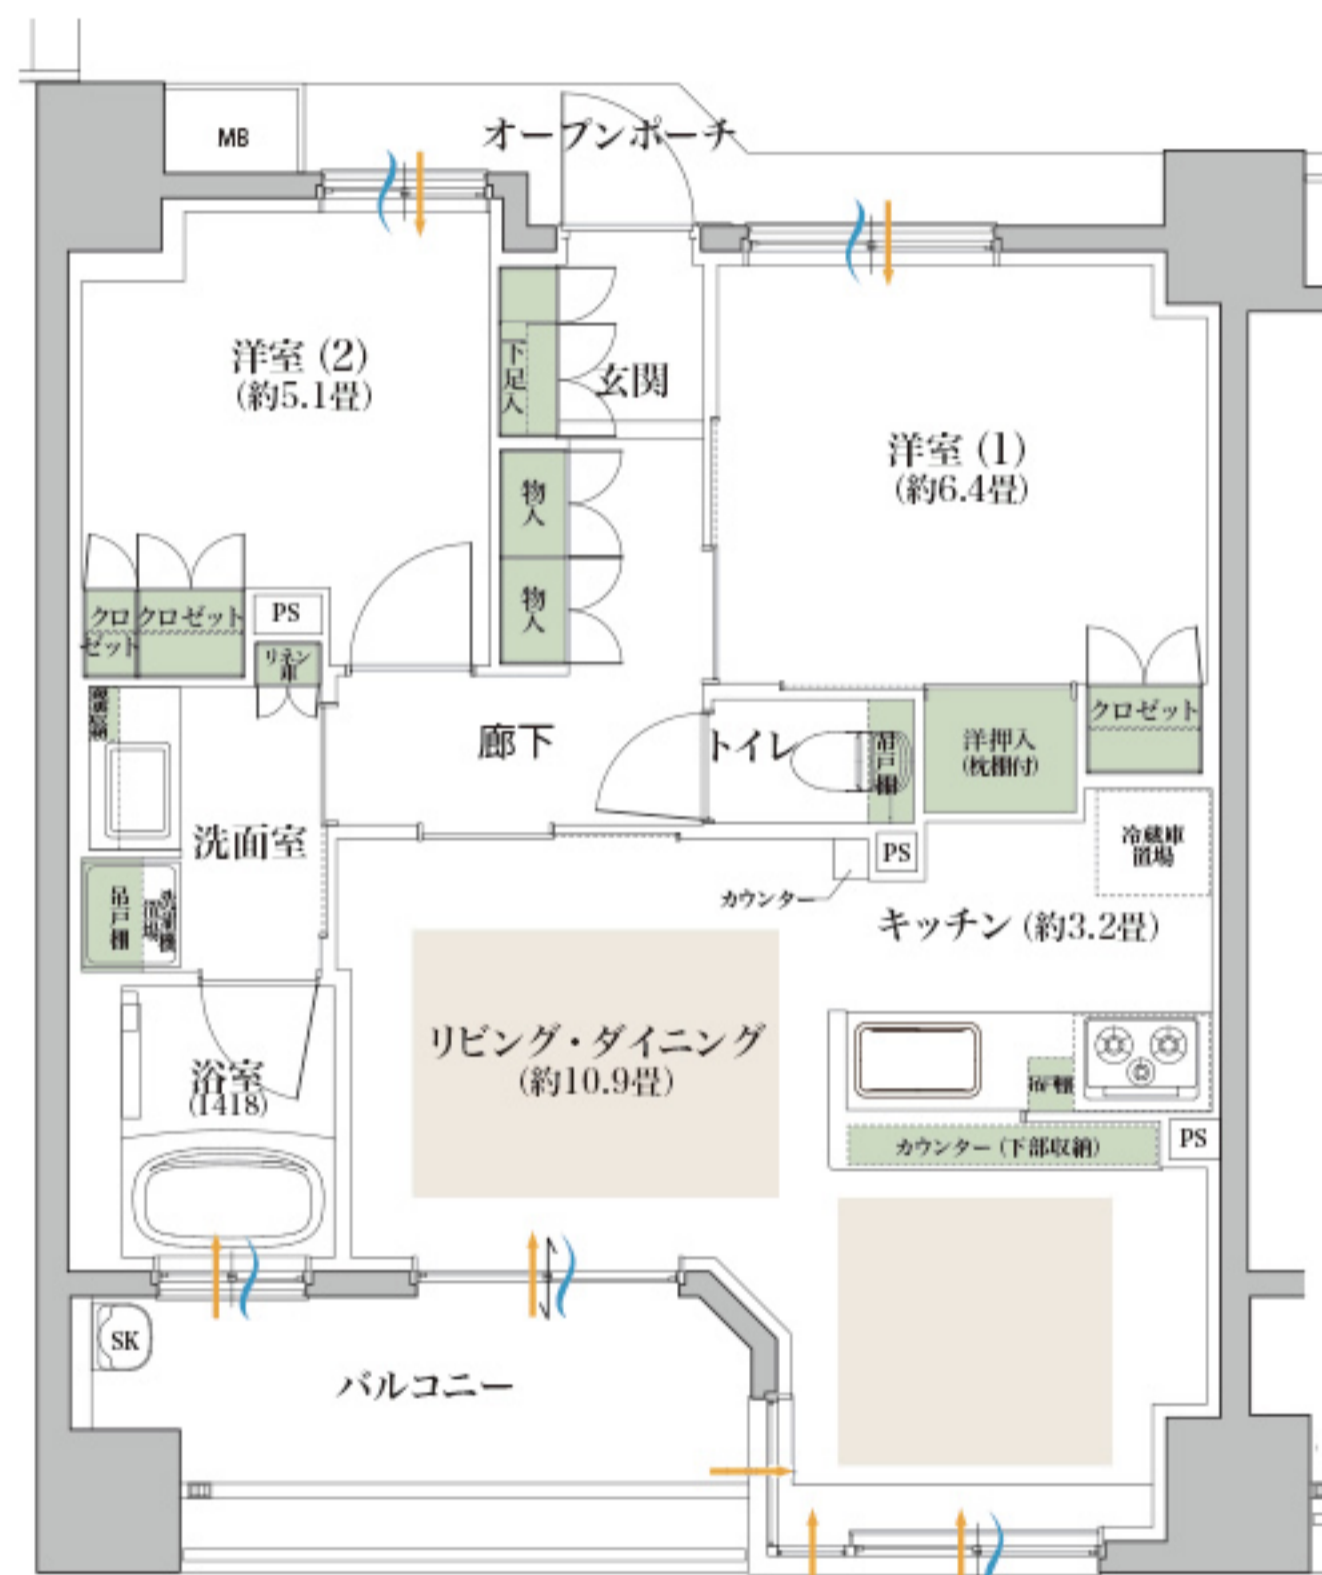 MB
オープンポーチ
洋室 (2)
(約5.1畳)
下足入
玄関
洋室 (1)
(約6.4畳)
物入
物入
クロ
ゼット
クロゼット
PS
リネン
庫
廊下
トイレ
吊戸棚
洋押入
(枕棚付)
クロゼット
洗面室
冷蔵庫
置場
PS
カウンター
キッチン (約3.2畳)
吊戸棚
洗濯機
置場
リビング・ダイニング
(約10.9畳)
浴室
(1418)
吊戸棚
カウンター (下部収納)
PS
SK
バルコニー